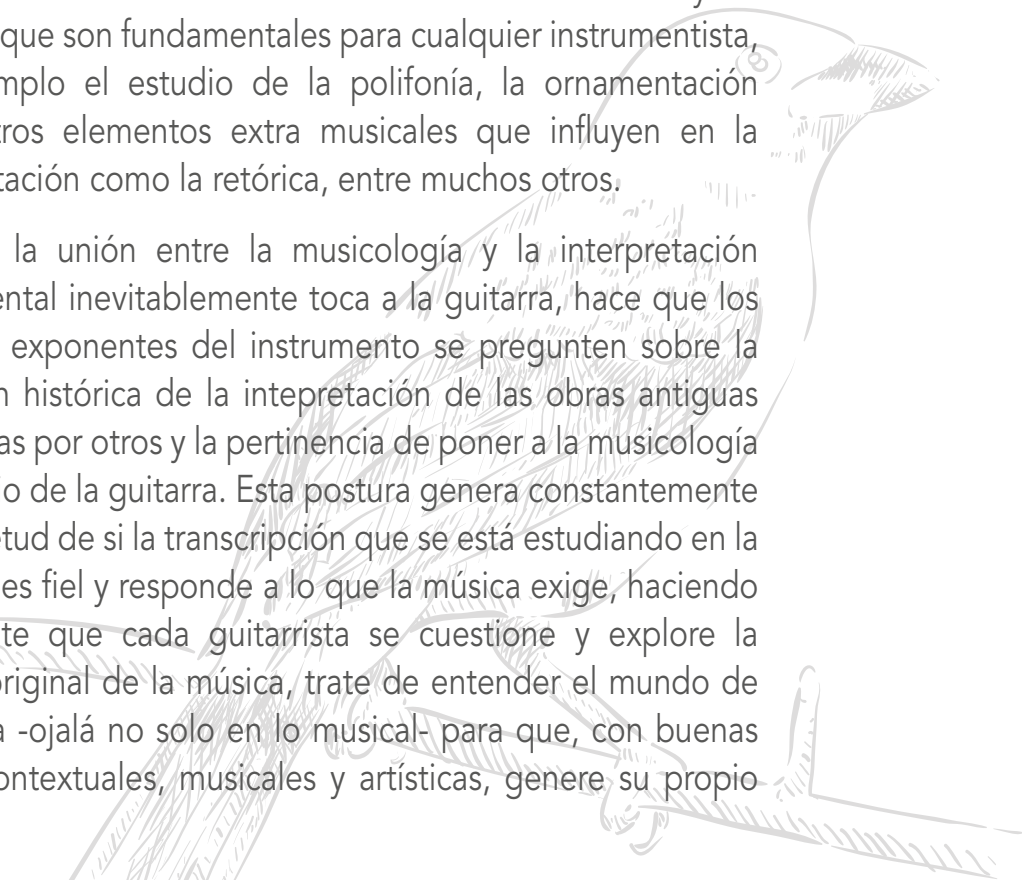 que son fundamentales para cualquier instrumentista,
mplo el estudio de la polifonía, la ornamentación
tros elementos extra musicales que influyen en la
tación como la retórica, entre muchos otros.
la unión entre la musicología y la interpretación
ental inevitablemente toca a la guitarra, hace que los
exponentes del instrumento se pregunten sobre la
n histórica de la intepretación de las obras antiguas
as por otros y la pertinencia de poner a la musicología
io de la guitarra. Esta postura genera constantemente
etud de si la transcripción que se está estudiando en la
es fiel y responde a lo que la música exige, haciendo
te que cada guitarrista se cuestione y explore la
original de la música, trate de entender el mundo de
a -ojalá no solo en lo musical- para que, con buenas
ontextuales, musicales y artísticas, genere su propio